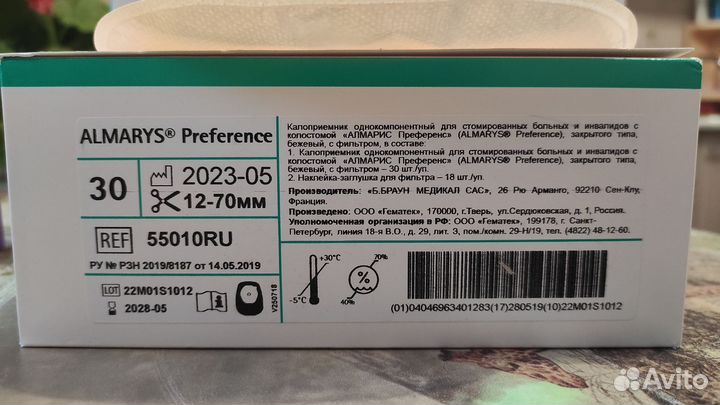 ALMARYS® Preference
30
2023-05
12-70мм
REF 55010RU
РУ № РЗН 2019/8187 от 14.05.2019
LOT 22M01S1012
2028-05
V250718
Калоприемник однокомпонентный для стомированных больных и инвалидов с
колостомой «АЛМАРИС Преференс» (ALMARYS® Preference), закрытого типа,
бежевый, с фильтром, в составе:
1. Калоприемник однокомпонентный для стомированных больных и инвалидов с
колостомой «АЛМАРИС Преференс» (ALMARYS® Preference), закрытого типа,
бежевый, с фильтром – 30 шт./уп.
2. Наклейка-заглушка для фильтра – 18 шт./уп.
Производитель: «Б.БРАУН МЕДИКАЛ САС», 26 Рю Арманго, 92210 Сен-Клу,
Франция.
Произведено: ООО «Гематек», 170000, г.Тверь, ул.Сердюковская, д.1, Россия.
Уполномоченная организация в РФ: ООО «Гематек», 199178, г. Санкт-
Петербург, линия 18-я В.О., д. 29, лит. З, пом./комн. 29-Н/19, тел. (4822) 48-12-60.
+30°C
-5°C
%
70%
40%
(01)04046963401283(17)280519(10)22M01S1012
Avito